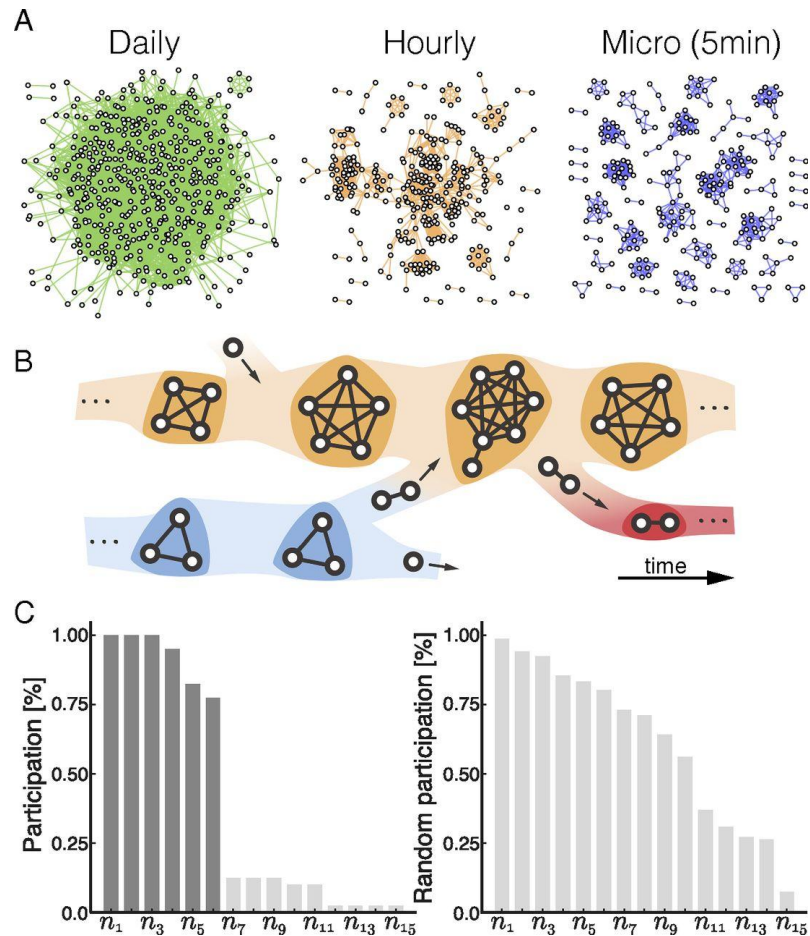 A
Daily Hourly Micro (5min)
B
...
...
...
...
time
C
Participation [%]
1.00
0.75
0.50
0.25
0.0
n₁ n₃ n₅ n₇ n₉ n₁₁ n₁₃ n₁₅
Random participation [%]
1.00
0.75
0.50
0.25
0.0
n₁ n₃ n₅ n₇ n₉ n₁₁ n₁₃ n₁₅